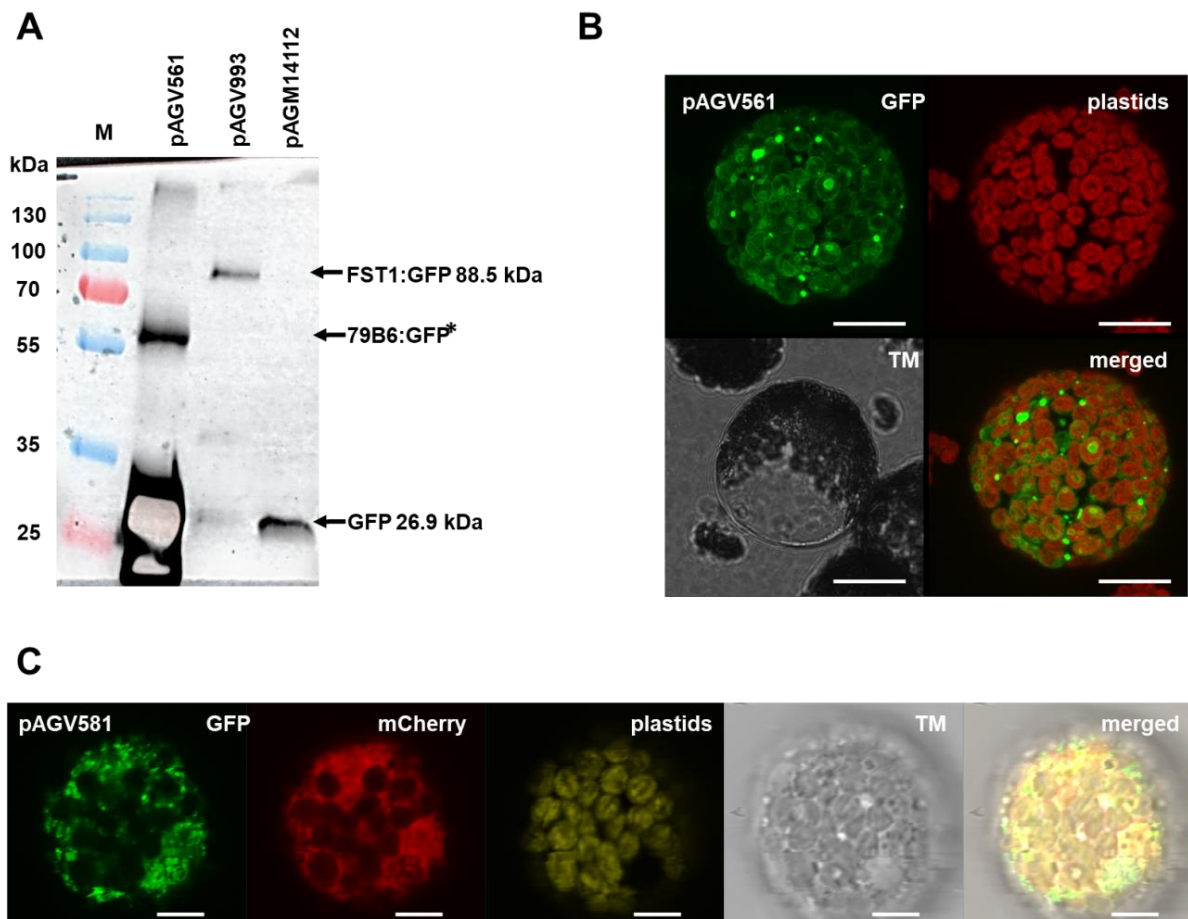 A
B
pAGV561
pAGV993
pAGM14112
M
kDa
130
100
70
55
35
25
FST1:GFP 88.5 kDa
79B6:GFP*
GFP 26.9 kDa
pAGV561 GFP
plastids
TM
merged
C
pAGV581 GFP
mCherry
plastids
TM
merged